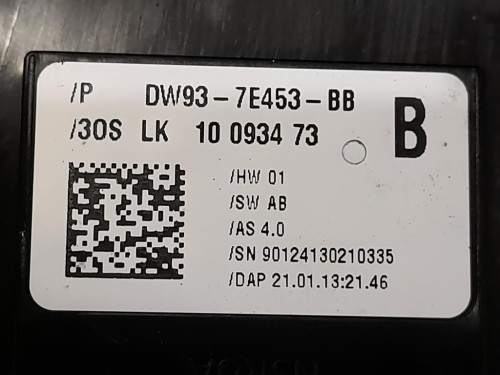 /P DW93-7E453-BB
/30S LK 10 0934 73
B
/HW 01
/SW AB
/AS 4.0
/SN 90124130210335
/DAP 21.01.13:21.46